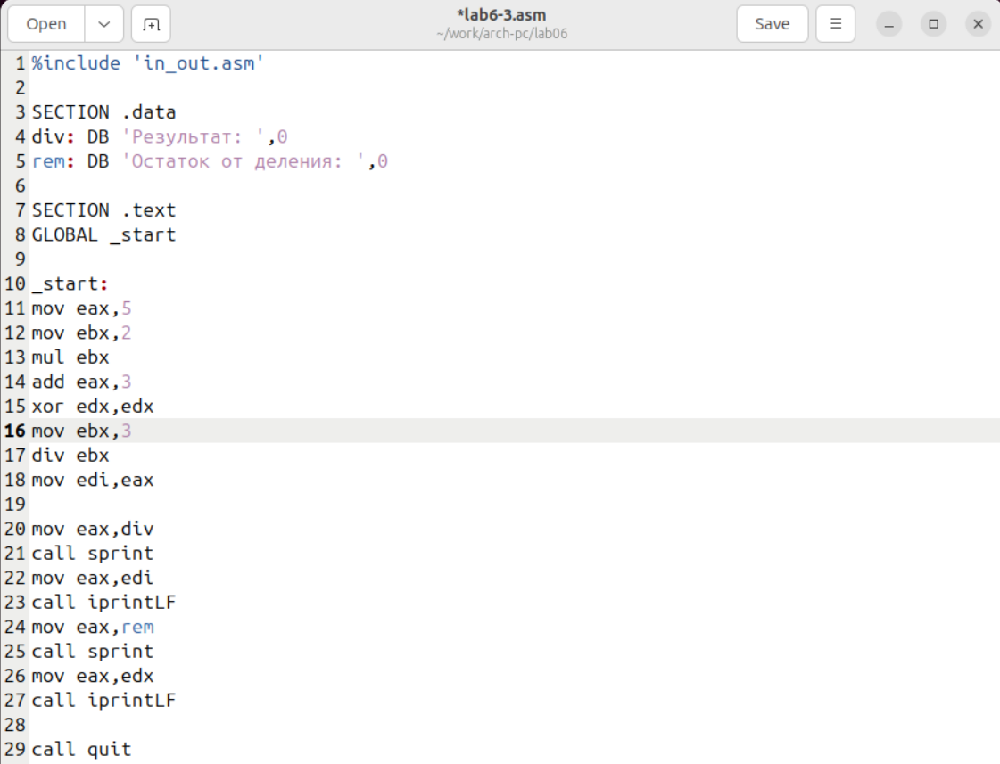 Open
*lab6-3.asm
~/work/arch-pc/lab06
Save
1 %include 'in_out.asm'
2
3 SECTION .data
4 div: DB 'Результат: ',0
5 rem: DB 'Остаток от деления: ',0
6
7 SECTION .text
8 GLOBAL _start
9
10 _start:
11 mov eax,5
12 mov ebx,2
13 mul ebx
14 add eax,3
15 xor edx,edx
16 mov ebx,3
17 div ebx
18 mov edi,eax
19
20 mov eax,div
21 call sprint
22 mov eax,edi
23 call iprintLF
24 mov eax,rem
25 call sprint
26 mov eax,edx
27 call iprintLF
28
29 call quit